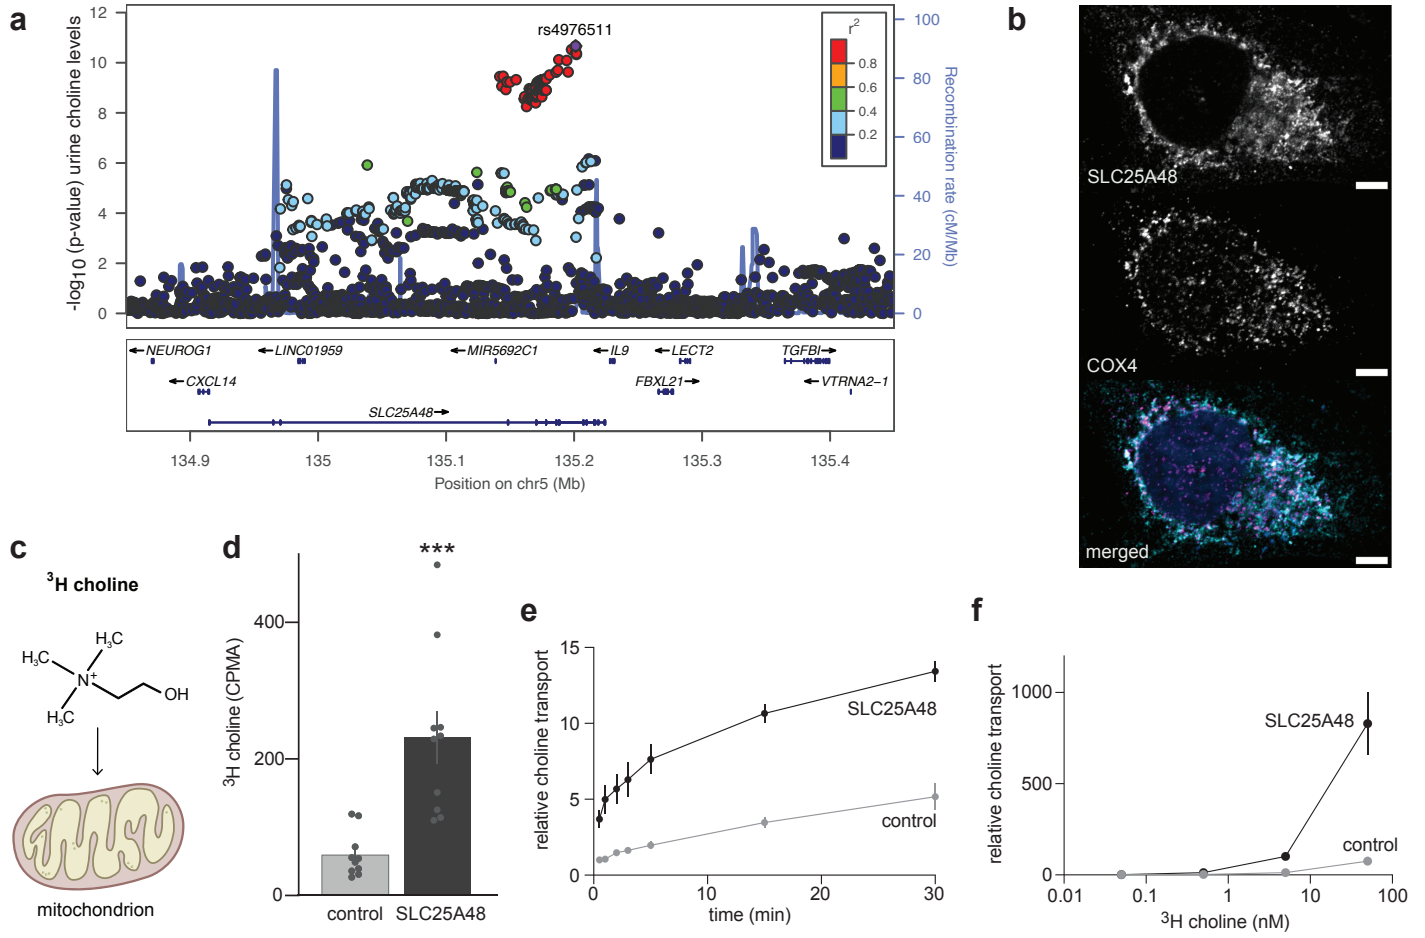 a
-log10 (p-value) urine choline levels
12
10
8
6
4
2
0
rs4976511
r2
0.8
0.6
0.4
0.2
100
80
60
40
20
0
Recombination rate (cM/Mb)
NEUROG1
LINC01959
MIR5692C1
IL9
LECT2
TGFBI
CXCL14
FBXL21
VTRNA2−1
SLC25A48
134.9
135
135.1
135.2
135.3
135.4
Position on chr5 (Mb)
b
SLC25A48
COX4
merged
c
3H choline
H3C
H3C
N+
OH
H3C
mitochondrion
d
***
3H choline (CPMA)
400
200
0
control
SLC25A48
e
relative choline transport
15
10
5
0
SLC25A48
control
0
10
20
30
time (min)
f
relative choline transport
1000
500
0
SLC25A48
control
0.01
0.1
1
10
100
3H choline (nM)